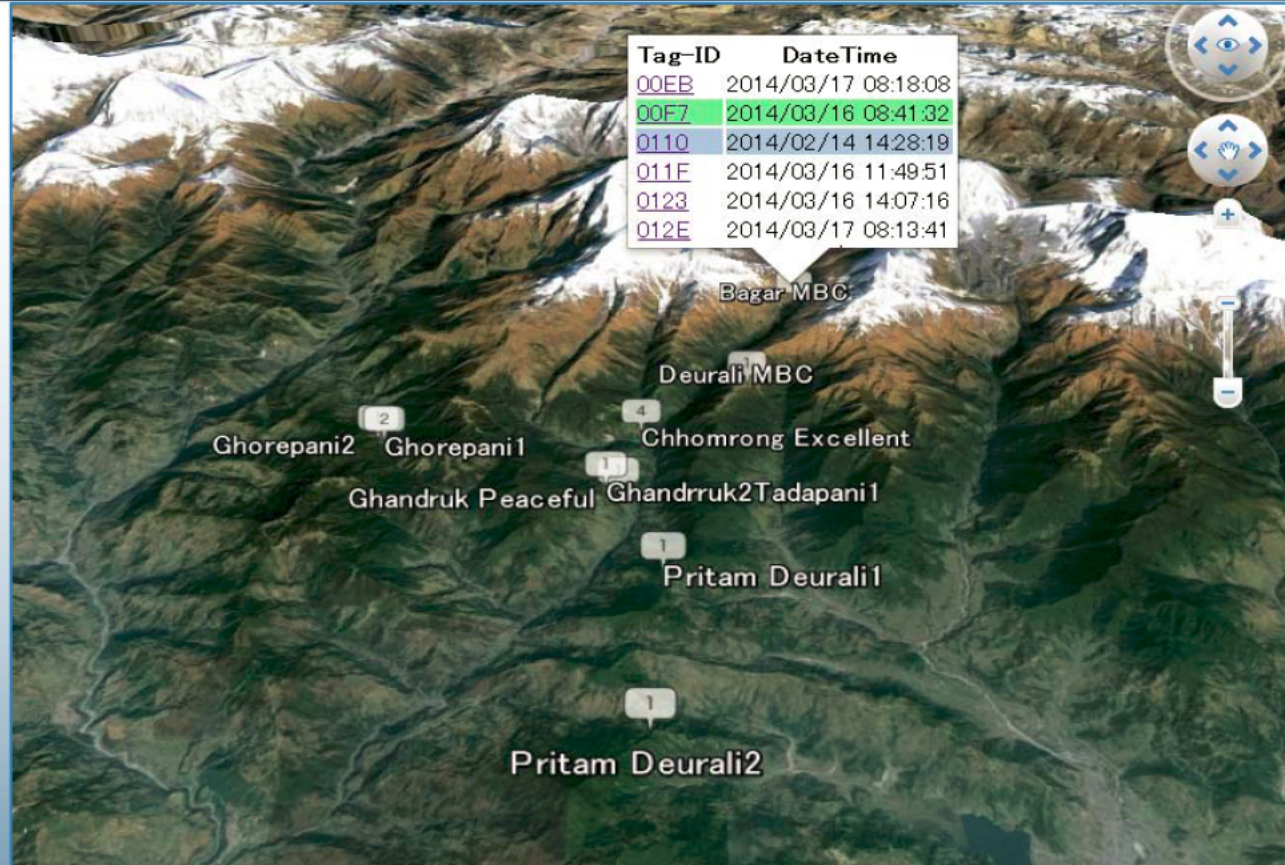 Tag-ID DateTime
00EB 2014/03/17 08:18:08
00F7 2014/03/16 08:41:32
0110 2014/02/14 14:28:19
011F 2014/03/16 11:49:51
0123 2014/03/16 14:07:16
012E 2014/03/17 08:13:41
Bagar MBC
1
Deurali MBC
2
4
Ghorepani2 Ghorepani1
Chhomrong Excellent
1
Ghandruk Peaceful Ghandrruk2Tadapani1
1
Pritam Deurali1
1
Pritam Deurali2